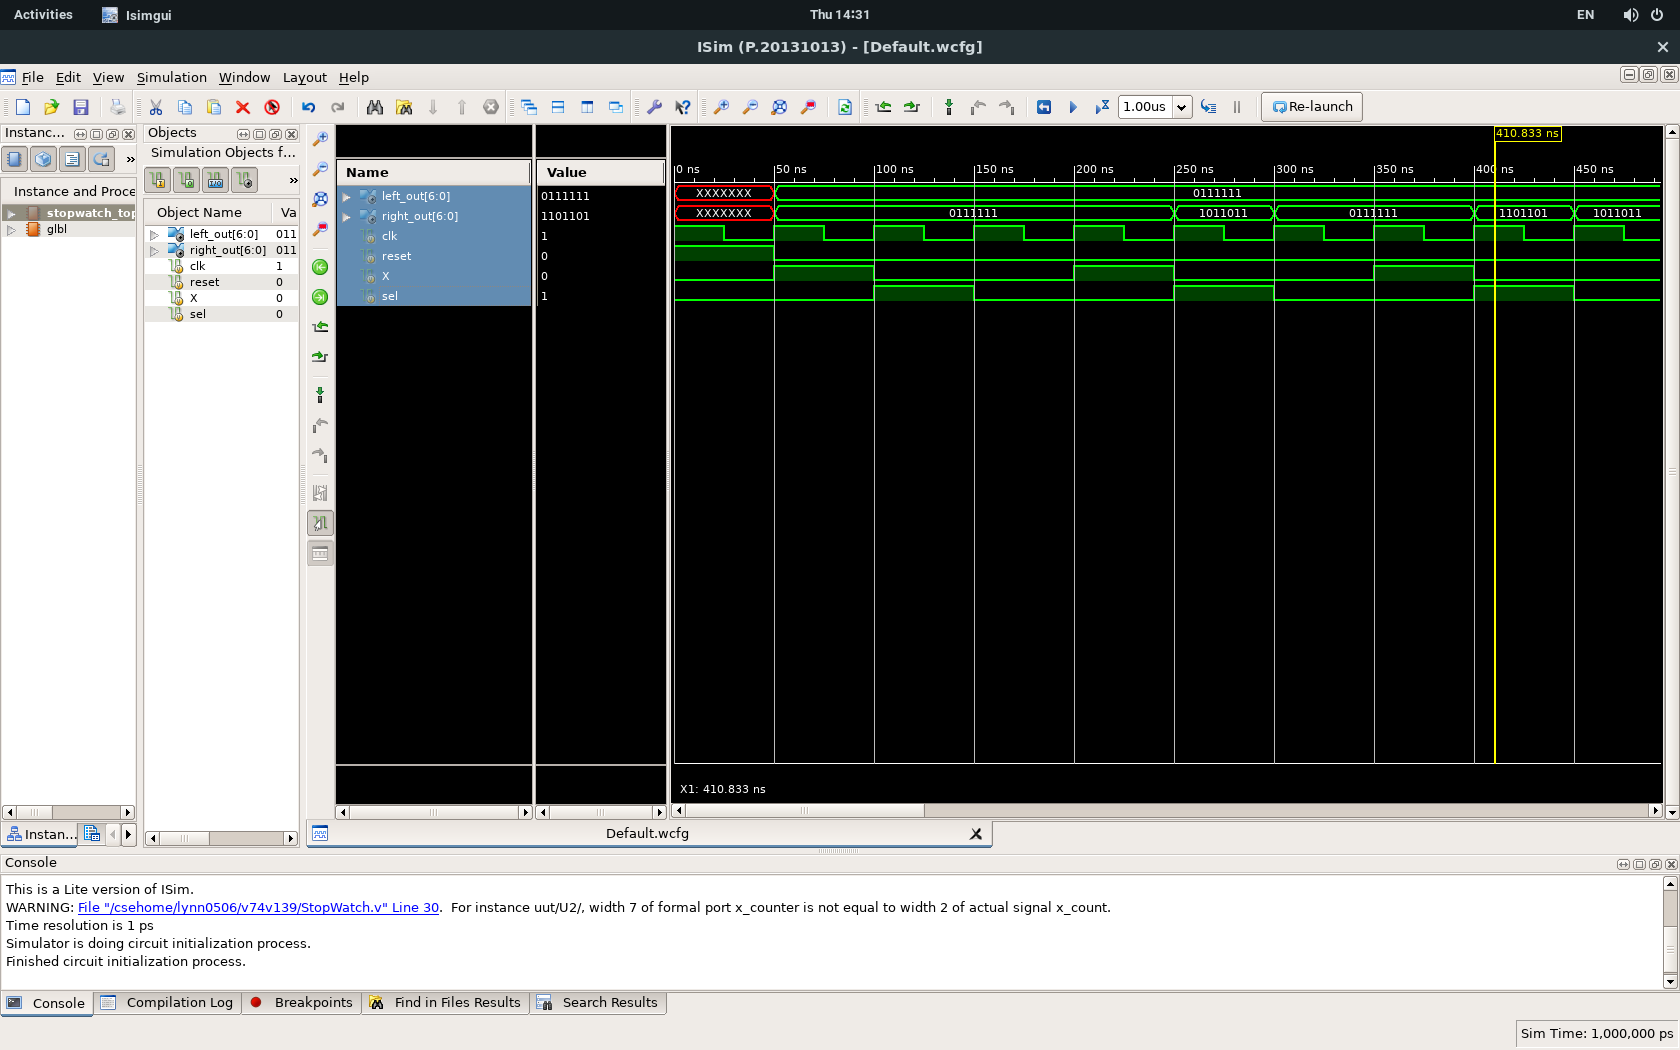 Activities
Isimgui
Thu 14:31
EN
ISim (P.20131013) - [Default.wcfg]
File Edit View Simulation Window Layout Help
1.00us
Re-launch
Instanc...
Instance and Proce
stopwatch_top
glbl
Instan...
Objects
Simulation Objects f...
Object Name Va
left_out[6:0] 011
right_out[6:0] 011
clk 1
reset 0
X 0
sel 0
Name Value
left_out[6:0] 0111111
right_out[6:0] 1101101
clk 1
reset 0
X 0
sel 1
410.833 ns
0 ns 50 ns 100 ns 150 ns 200 ns 250 ns 300 ns 350 ns 400 ns 450 ns
XXXXXXX 0111111
XXXXXXX 0111111 1011011 0111111 1101101 1011011
X1: 410.833 ns
Default.wcfg
Console
This is a Lite version of ISim.
WARNING: File "/csehome/lynn0506/v74v139/StopWatch.v" Line 30. For instance uut/U2/, width 7 of formal port x_counter is not equal to width 2 of actual signal x_count.
Time resolution is 1 ps
Simulator is doing circuit initialization process.
Finished circuit initialization process.
Console Compilation Log Breakpoints Find in Files Results Search Results
Sim Time: 1,000,000 ps